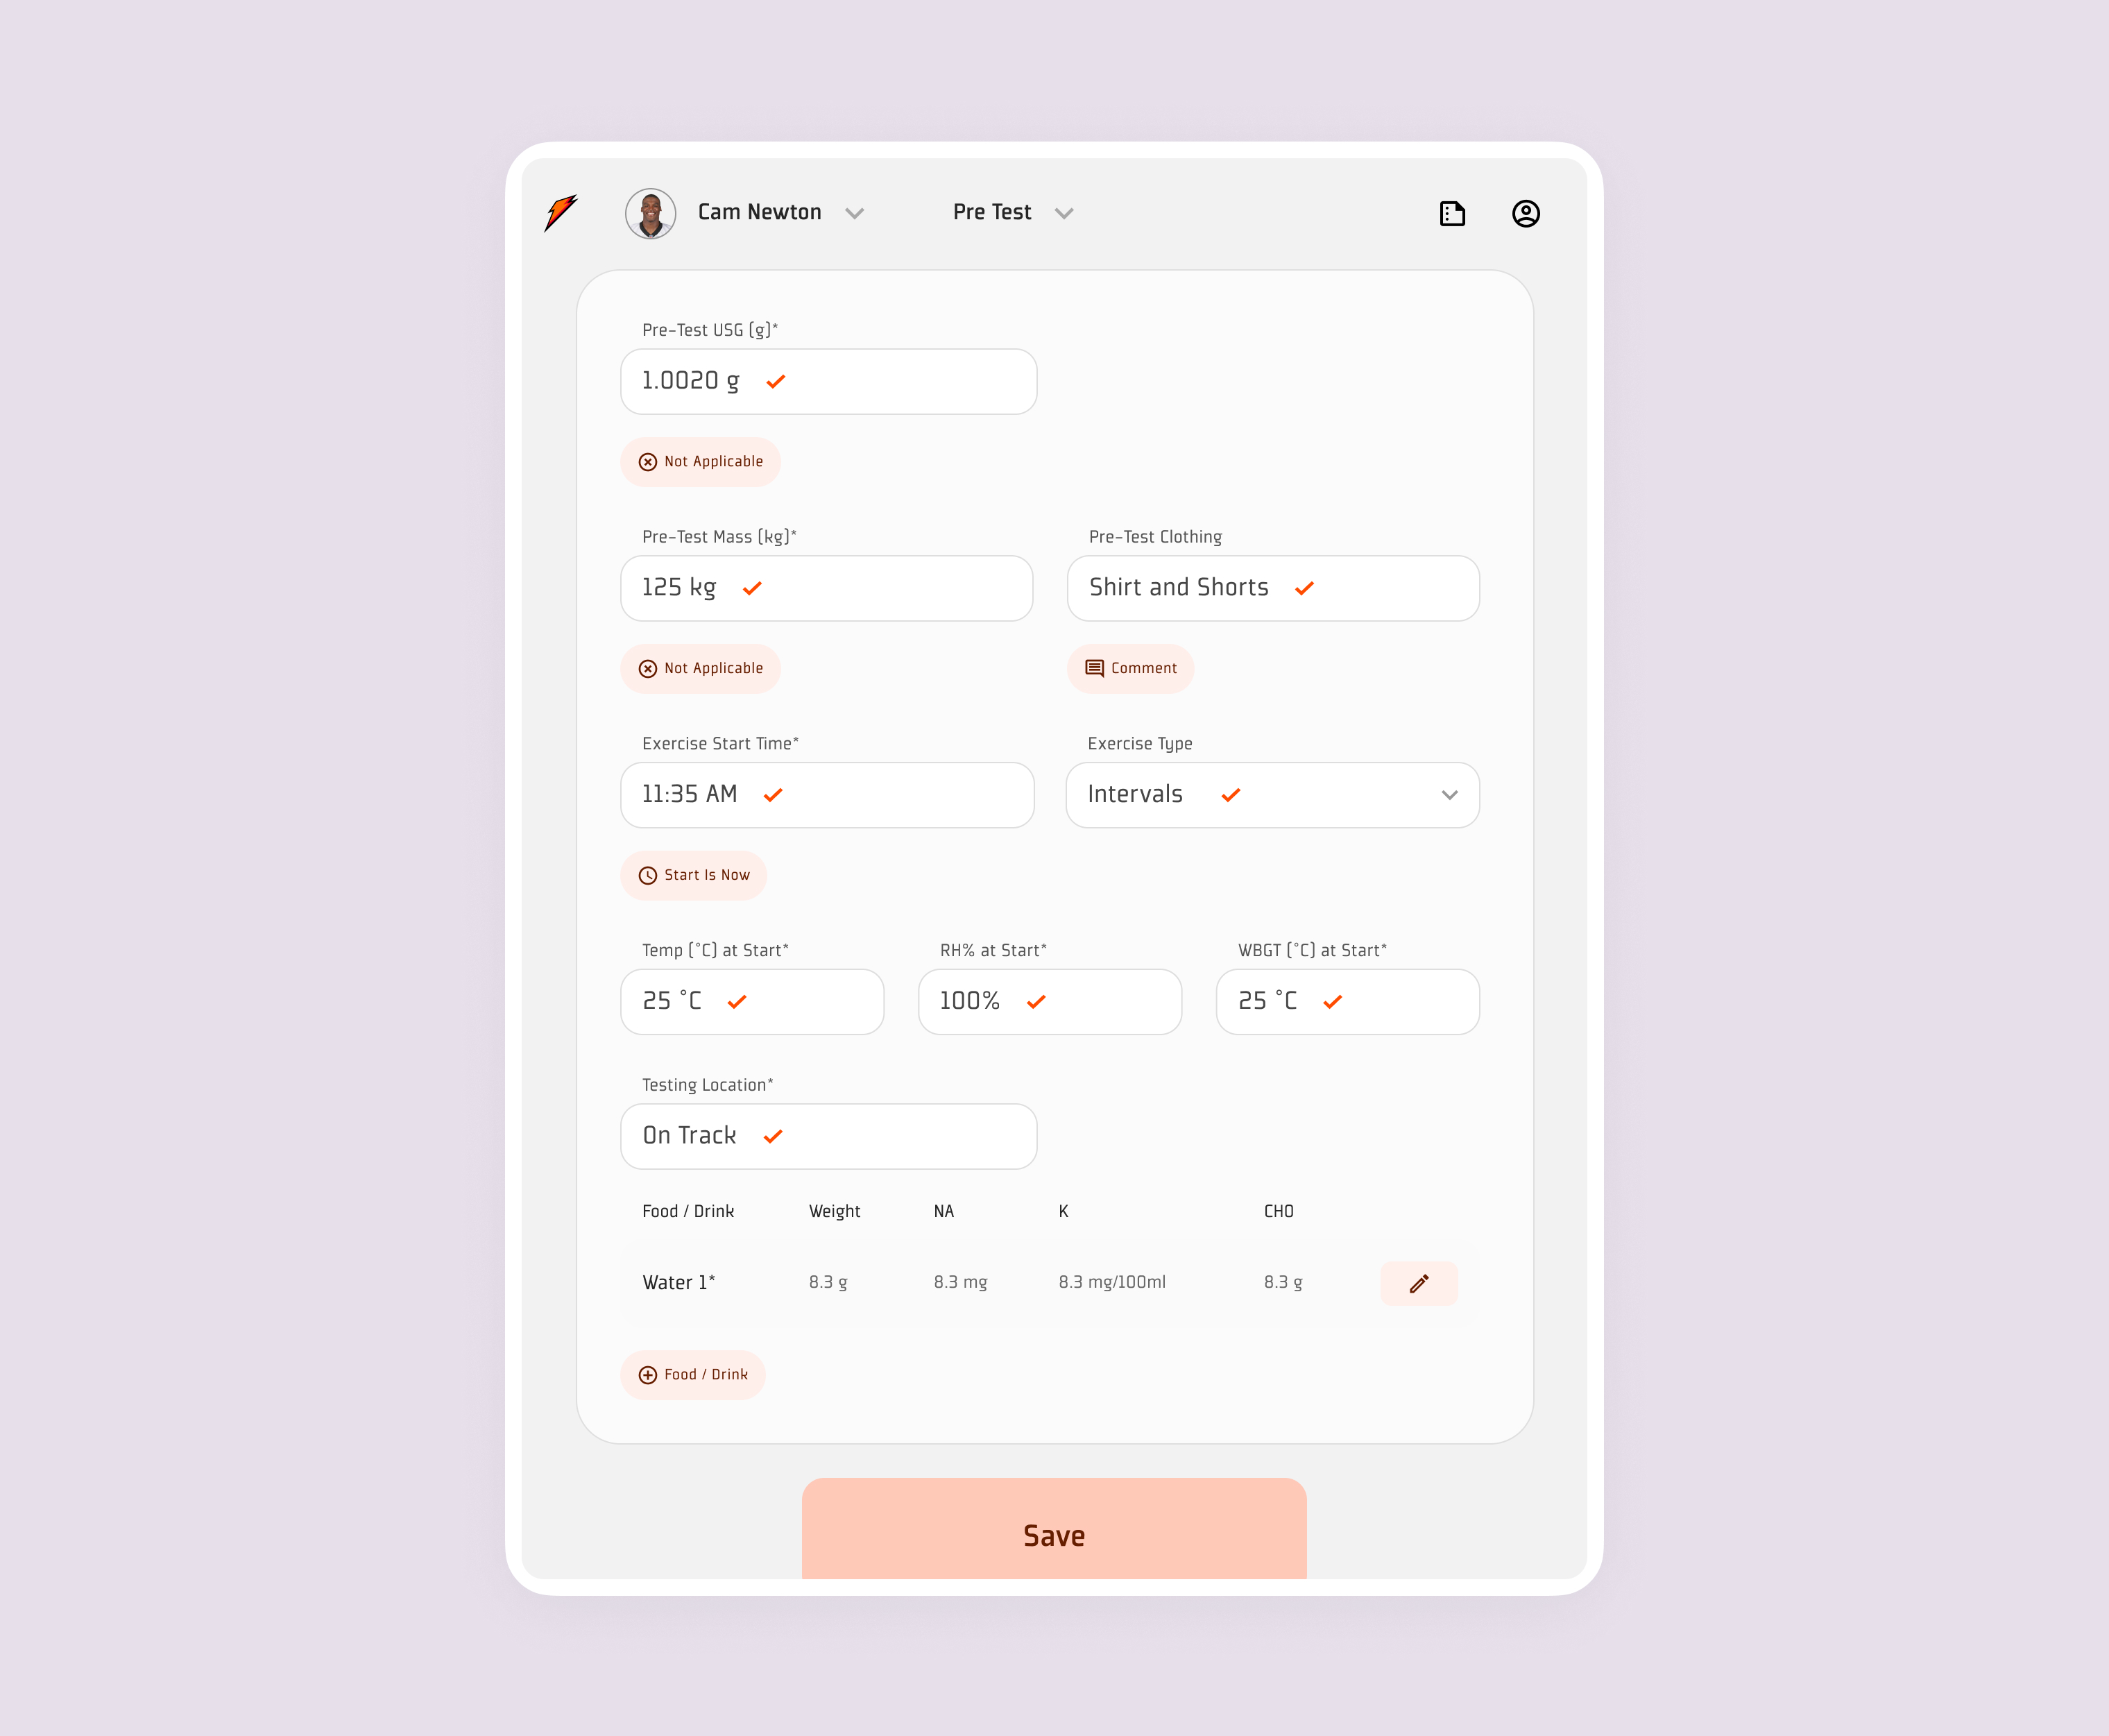 Cam Newton
Pre Test
Pre-Test USG (g)*
1.0020 g
Not Applicable
Pre-Test Mass (kg)*
Pre-Test Clothing
125 kg
Shirt and Shorts
Not Applicable
Comment
Exercise Start Time*
Exercise Type
11:35 AM
Intervals
Start Is Now
Temp (°C) at Start*
RH% at Start*
WBGT (°C) at Start*
25 °C
100%
25 °C
Testing Location*
On Track
Food / Drink Weight NA K CHO
Water 1* 8.3 g 8.3 mg 8.3 mg/100ml 8.3 g
Food / Drink
Save